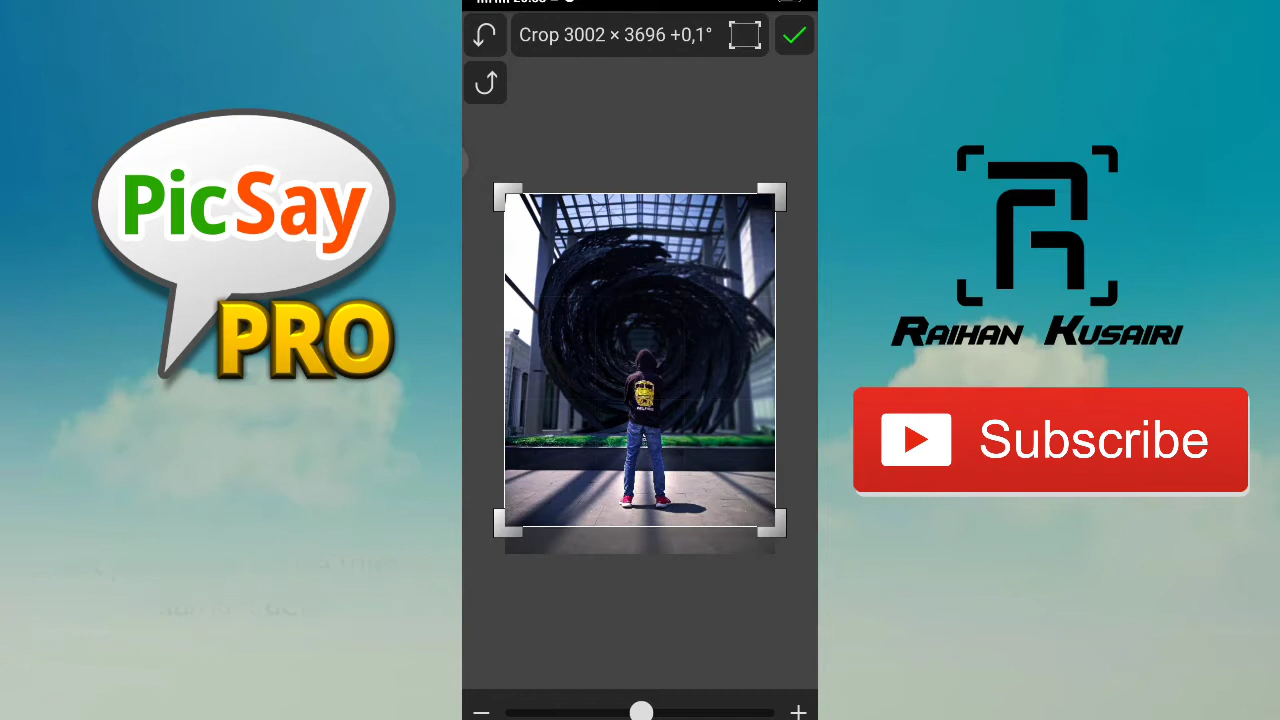 Crop 3002 × 3696 +0,1°
PicSay
PRO
RAIHAN KUSAIRI
Subscribe